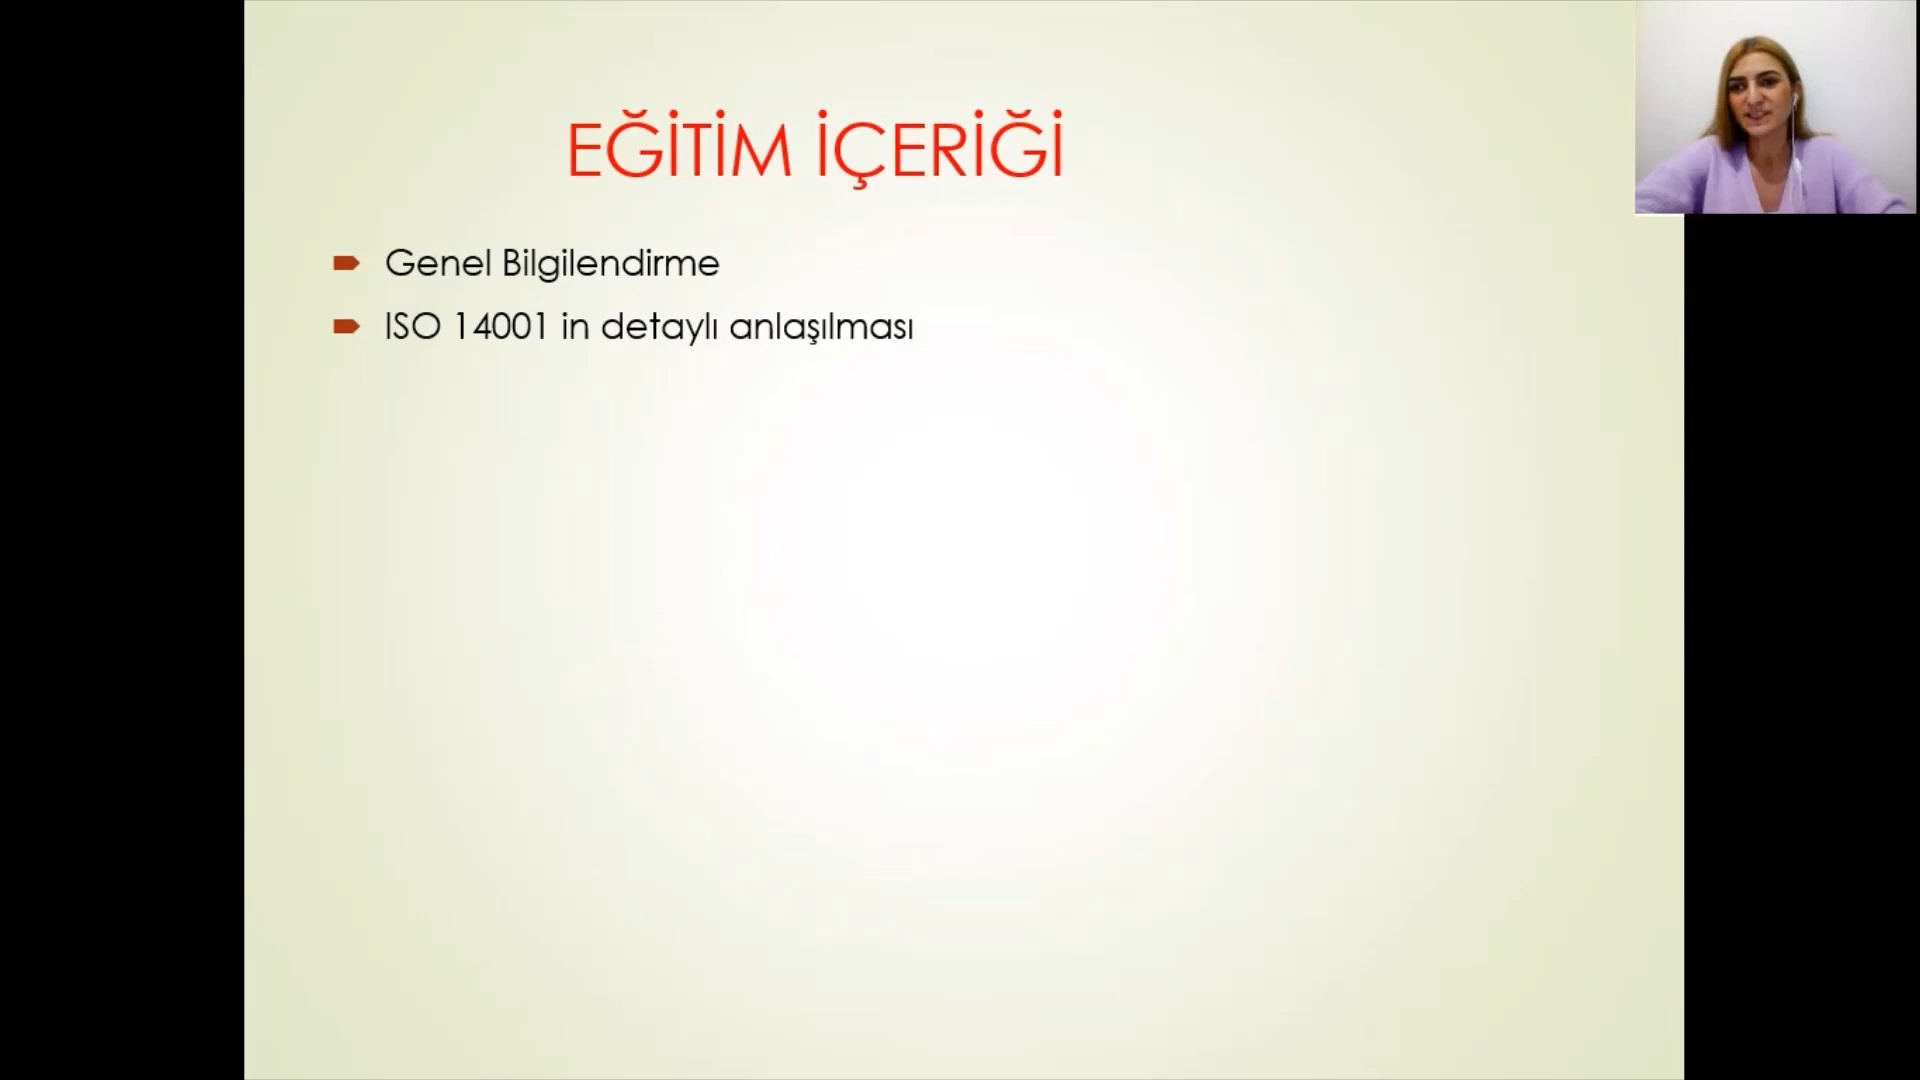 EĞİTİM İÇERİĞİ
Genel Bilgilendirme
ISO 14001 in detaylı anlaşılması